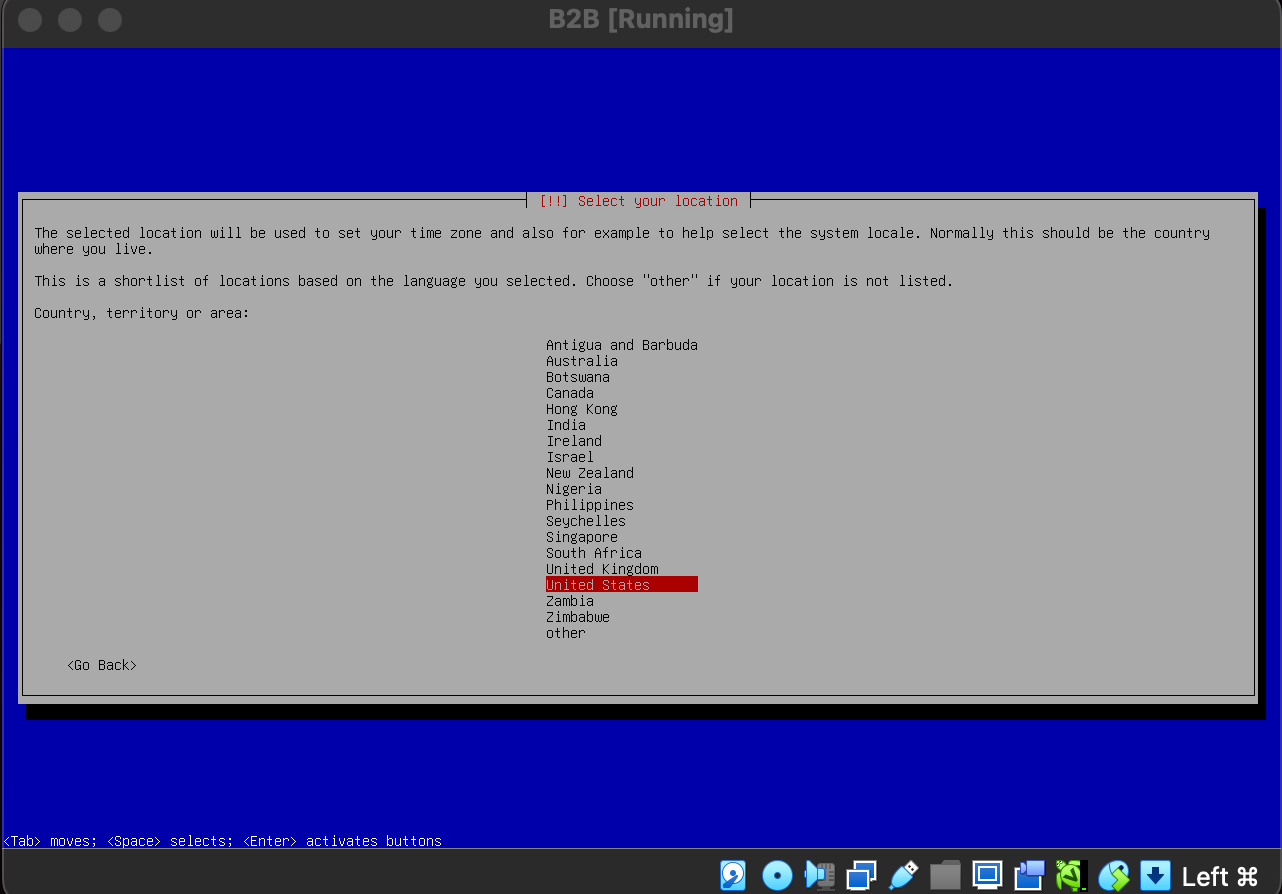 B2B [Running]
[!!] Select your location
The selected location will be used to set your time zone and also for example to help select the system locale. Normally this should be the country
where you live.
This is a shortlist of locations based on the language you selected. Choose "other" if your location is not listed.
Country, territory or area:
Antigua and Barbuda
Australia
Botswana
Canada
Hong Kong
India
Ireland
Israel
New Zealand
Nigeria
Philippines
Seychelles
Singapore
South Africa
United Kingdom
United States
Zambia
Zimbabwe
other
<Go Back>
<Tab> moves; <Space> selects; <Enter> activates buttons
Left ⌘